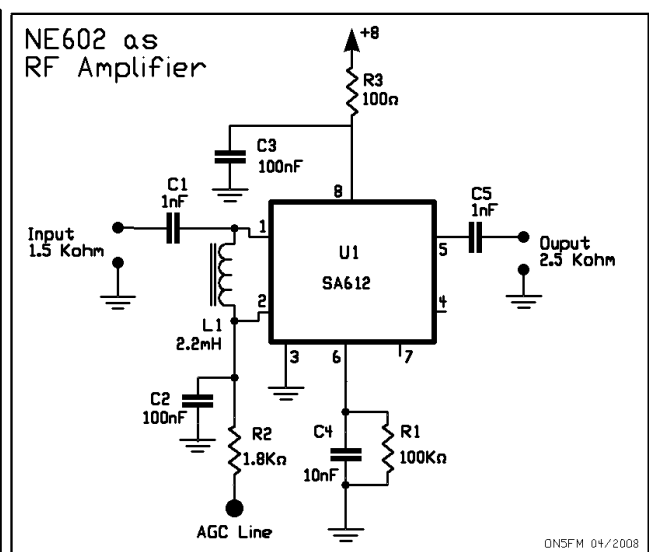 NE602 as
RF Amplifier
+8
R3
100Ω
C3
100nF
8
C1
1nF
C5
1nF
Input
1.5 Kohm
1
U1
SA612
5
Ouput
2.5 Kohm
2
4
L1
2.2mH
3
6
7
C2
100nF
R2
1.8KΩ
C4
10nF
R1
100KΩ
AGC Line
ON5FM 04/2008